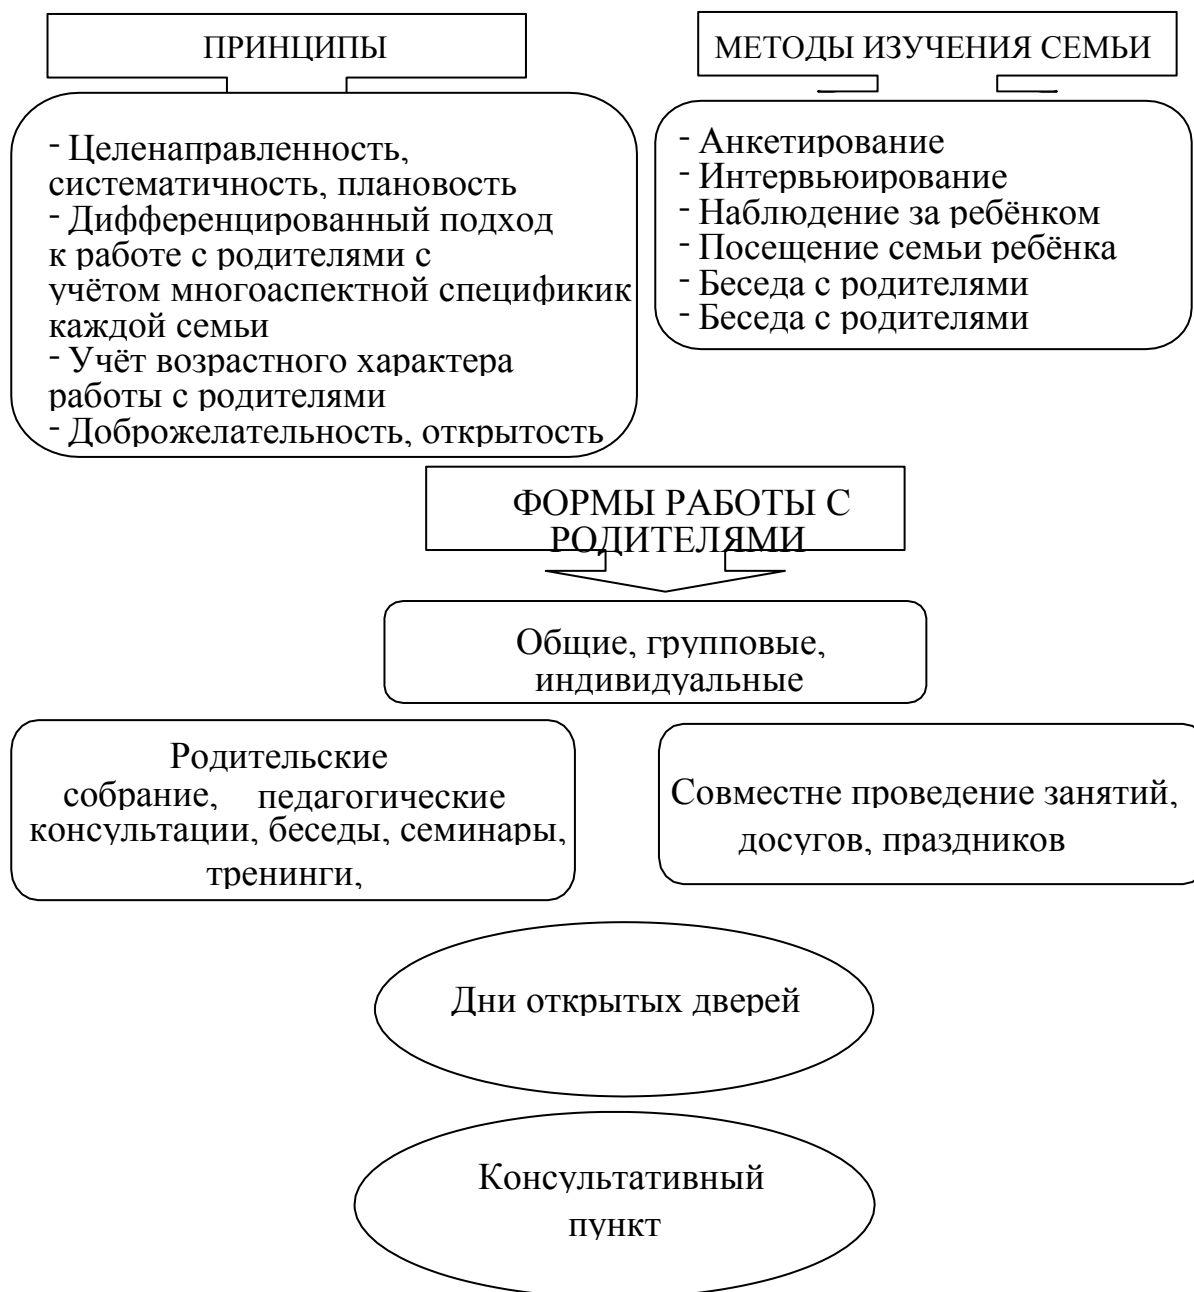 ПРИНЦИПЫ
- Целенаправленность,
систематичность, плановость
- Дифференцированный подход
к работе с родителями с
учётом многоаспектной спецификик
каждой семьи
- Учёт возрастного характера
работы с родителями
- Доброжелательность, открытость
МЕТОДЫ ИЗУЧЕНИЯ СЕМЬИ
- Анкетирование
- Интервьюирование
- Наблюдение за ребёнком
- Посещение семьи ребёнка
- Беседа с родителями
- Беседа с родителями
ФОРМЫ РАБОТЫ С
РОДИТЕЛЯМИ
Общие, групповые,
индивидуальные
Родительские
собрание, педагогические
консультации, беседы, семинары,
тренинги,
Совместне проведение занятий,
досугов, праздников
Дни открытых дверей
Консультативный
пункт